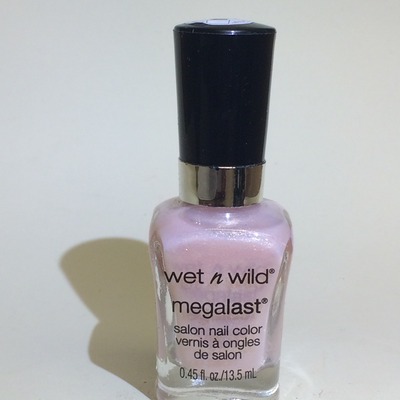 wet n wild®
megalast®
salon nail color
vernis à ongles
de salon
0.45 fl. oz./13.5 mL